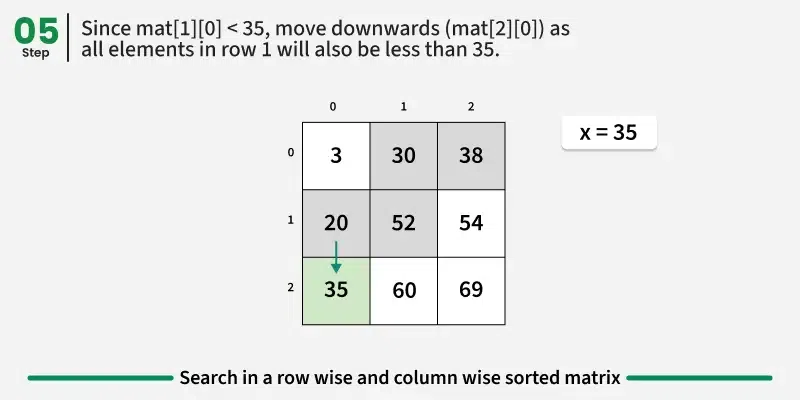 05
Step
Since mat[1][0] < 35, move downwards (mat[2][0]) as
all elements in row 1 will also be less than 35.
0 1 2
x = 35
0 3 30 38
1 20 52 54
2 35 60 69
Search in a row wise and column wise sorted matrix